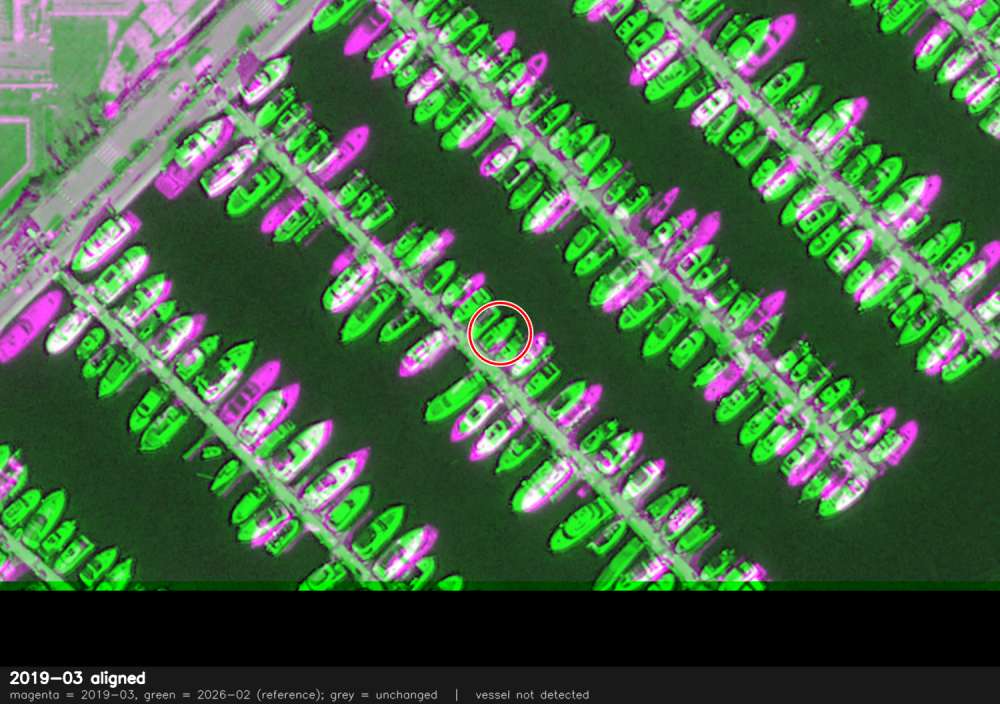 2019-03 aligned
magenta = 2019-03, green = 2026-02 (reference); grey = unchanged | vessel not detected